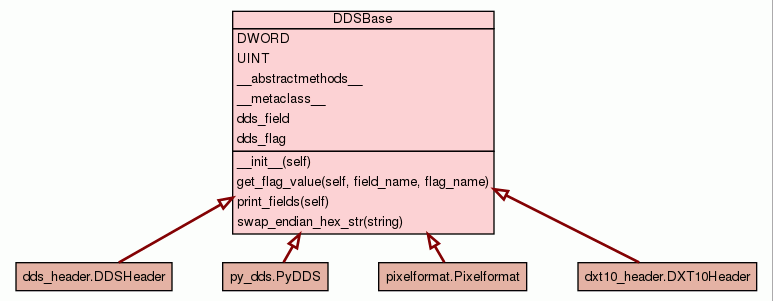 DDSBase
DWORD
UINT
__abstractmethods__
__metaclass__
dds_field
dds_flag
__init__(self)
get_flag_value(self, field_name, flag_name)
print_fields(self)
swap_endian_hex_str(string)
dds_header.DDSHeader
py_dds.PyDDS
pixelformat.Pixelformat
dxt10_header.DXT10Header